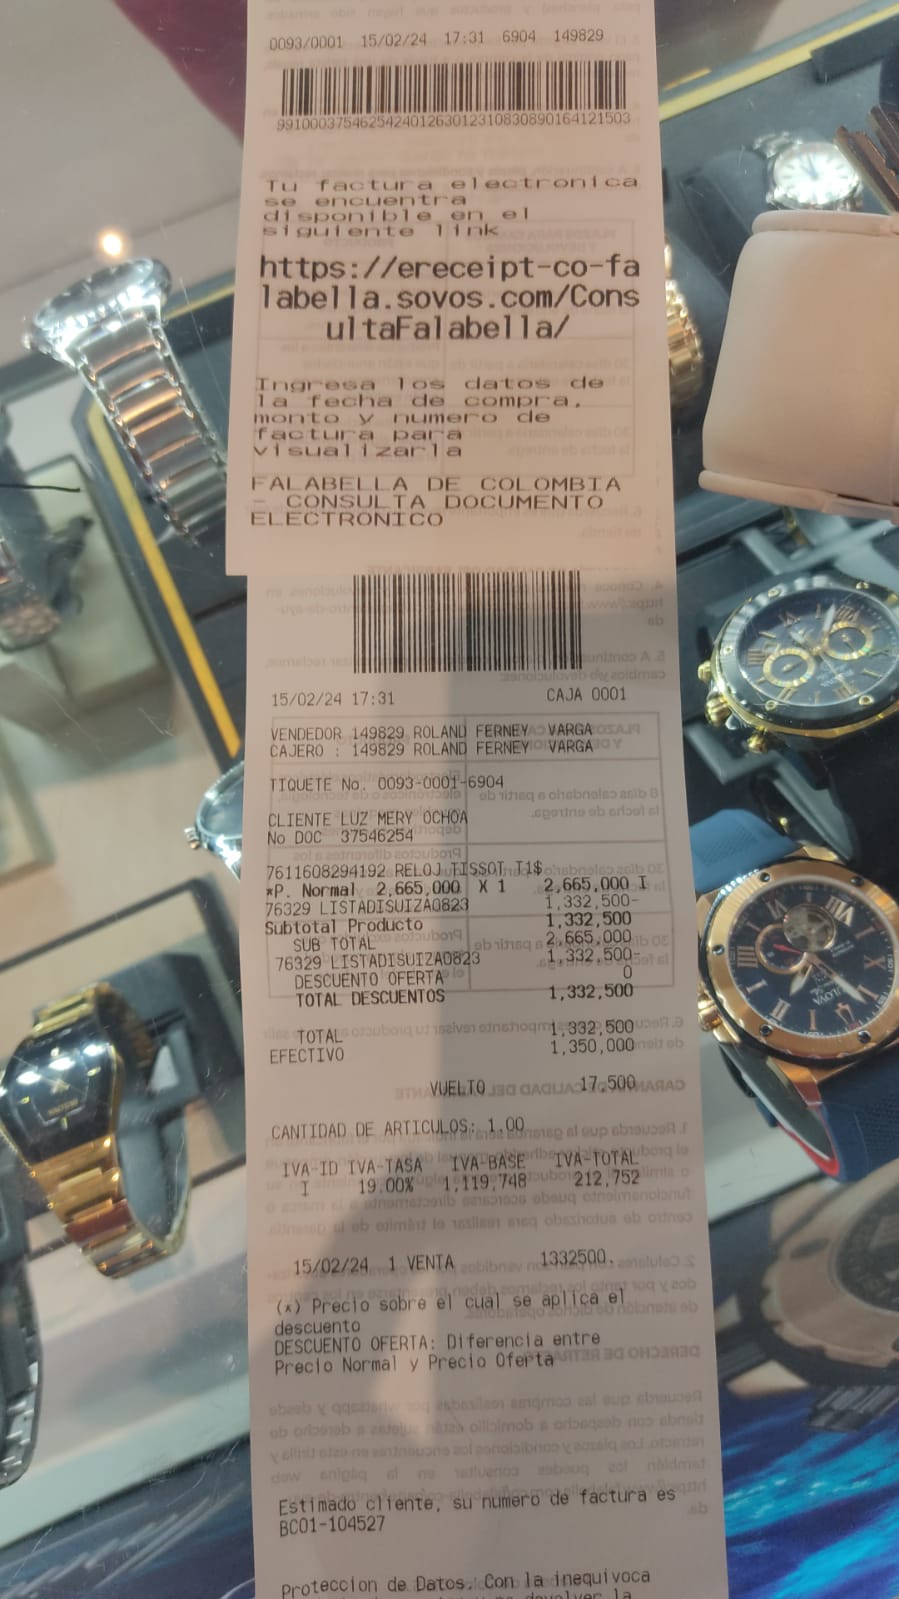 0093/0001 15/02/24 17:31 6904 149829
99100037546254240126301231083089016412 1503
Tu factura electronica
se encuentra
disponible en el
siguiente link
https://ereceipt-co-fa
labella.sovos.com/Cons
ultaFalabella/
Ingresa los datos de
la fecha de compra,
monto y numero de
factura para
visualizarla
FALABELLA DE COLOMBIA
- CONSULTA DOCUMENTO
ELECTRONICO
15/02/24 17:31 CAJA 0001
VENDEDOR 149829 ROLAND FERNEY VARGA
CAJERO : 149829 ROLAND FERNEY VARGA
TIQUETE No. 0093-0001-6904
CLIENTE LUZ MERY OCHOA
No DOC 37546254
7611608294192 RELOJ TISSOT T1$
*P. Normal 2,665,000 X 1 2,665,000 I
76329 LISTADISUIZA0823 1,332,500-
Subtotal Producto 1,332,500
SUB TOTAL 2,665,000
76329 LISTADISUIZA0823 1,332,500-
DESCUENTO OFERTA 0
TOTAL DESCUENTOS 1,332,500
TOTAL 1,332,500
EFECTIVO 1,350,000
VUELTO 17,500
CANTIDAD DE ARTICULOS: 1.00
IVA-ID IVA-TASA IVA-BASE IVA-TOTAL
I 19.00% 1,119,748 212,752
15/02/24 1 VENTA 1332500.
(*) Precio sobre el cual se aplica el
descuento
DESCUENTO OFERTA: Diferencia entre
Precio Normal y Precio Oferta
Estimado cliente, su numero de factura es
BC01-104527
Proteccion de Datos. Con la inequivoca